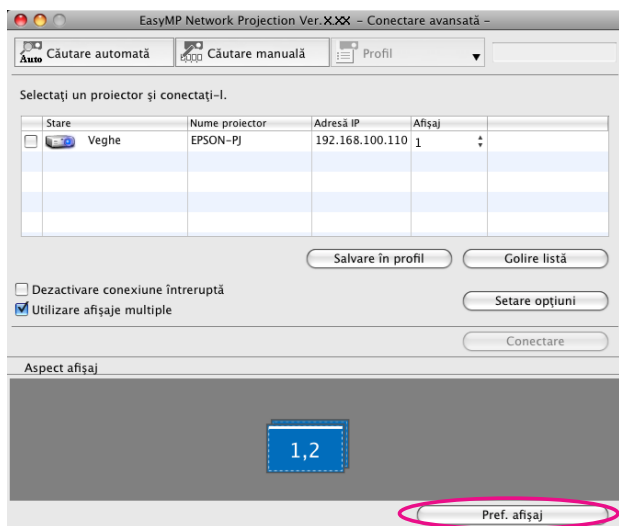 EasyMP Network Projection Ver.X.XX – Conectare avansată –
Auto Căutare automată Căutare manuală Profil
Selectați un proiector și conectați-l.
Stare Nume proiector Adresă IP Afișaj
Veghe EPSON-PJ 192.168.100.110 1
Salvare în profil Golire listă
Dezactivare conexiune întreruptă
Utilizare afișaje multiple Setare opțiuni
Conectare
Aspect afișaj
1,2
Pref. afișaj